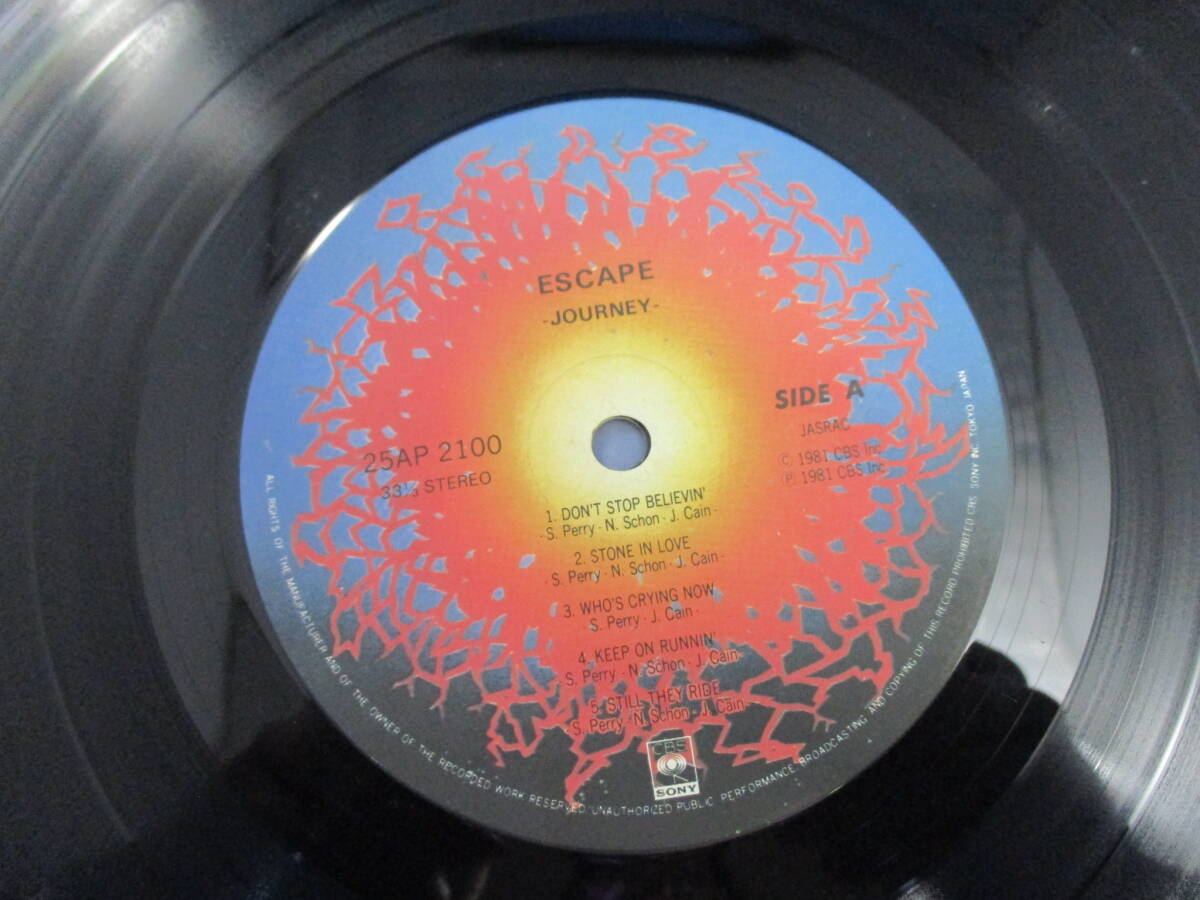 ESCAPE
-JOURNEY-
SIDE A
JASRAC
© 1981 CBS Inc.
℗ 1981 CBS Inc.
25AP 2100
33⅓ STEREO
1. DON'T STOP BELIEVIN'
-S. Perry · N. Schon · J. Cain-
2. STONE IN LOVE
-S. Perry · N. Schon · J. Cain-
3. WHO'S CRYING NOW
S. Perry · J. Cain-
4. KEEP ON RUNNIN'
-S. Perry · N. Schon · J. Cain-
5. STILL THEY RIDE
-S. Perry · N. Schon · J. Cain-
CBS
SONY
ALL RIGHTS OF THE MANUFACTURER AND OF THE OWNER OF THE RECORDED WORK RESERVED. UNAUTHORIZED PUBLIC PERFORMANCE·BROADCASTING AND COPYING OF THIS RECORD PROHIBITED CBS SONY INC. TOKYO JAPAN